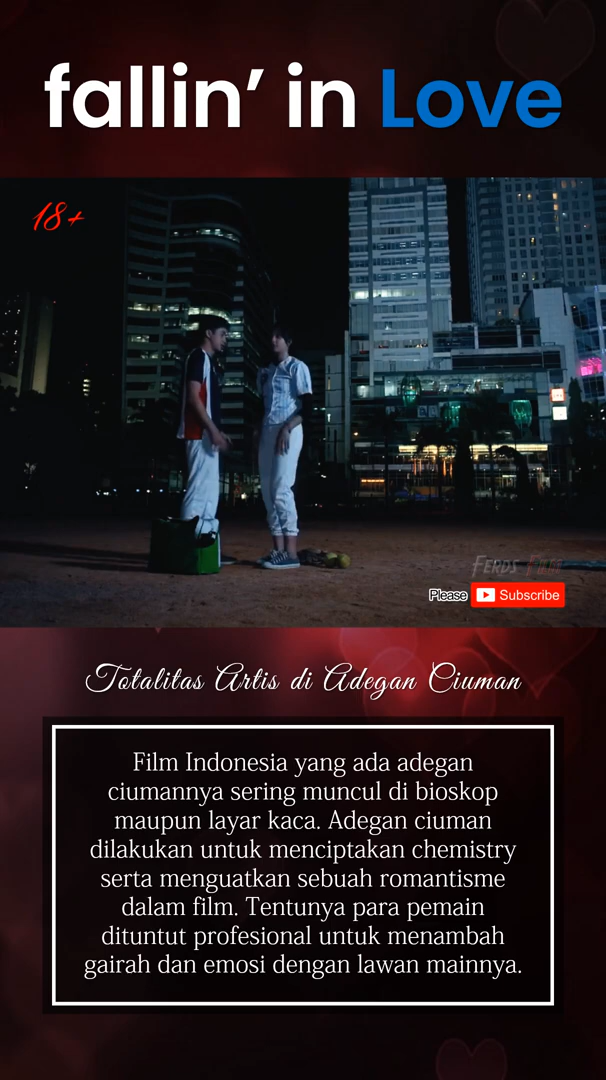 fallin’ in Love
18+
FERDS FILM
Please Subscribe
Totalitas Artis di Adegan Ciuman
Film Indonesia yang ada adegan
ciumannya sering muncul di bioskop
maupun layar kaca. Adegan ciuman
dilakukan untuk menciptakan chemistry
serta menguatkan sebuah romantisme
dalam film. Tentunya para pemain
dituntut profesional untuk menambah
gairah dan emosi dengan lawan mainnya.